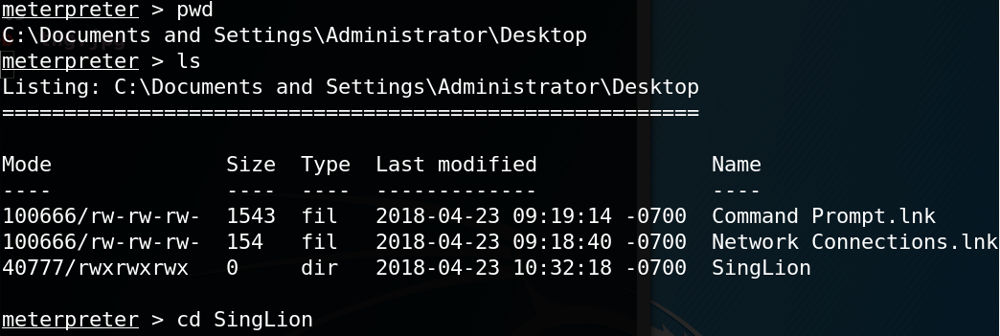 meterpreter > pwd
C:\Documents and Settings\Administrator\Desktop
meterpreter > ls
Listing: C:\Documents and Settings\Administrator\Desktop
========================================================
Mode Size Type Last modified Name
---- ---- ---- ------------- ----
100666/rw-rw-rw- 1543 fil 2018-04-23 09:19:14 -0700 Command Prompt.lnk
100666/rw-rw-rw- 154 fil 2018-04-23 09:18:40 -0700 Network Connections.lnk
40777/rwxrwxrwx 0 dir 2018-04-23 10:32:18 -0700 SingLion
meterpreter > cd SingLion